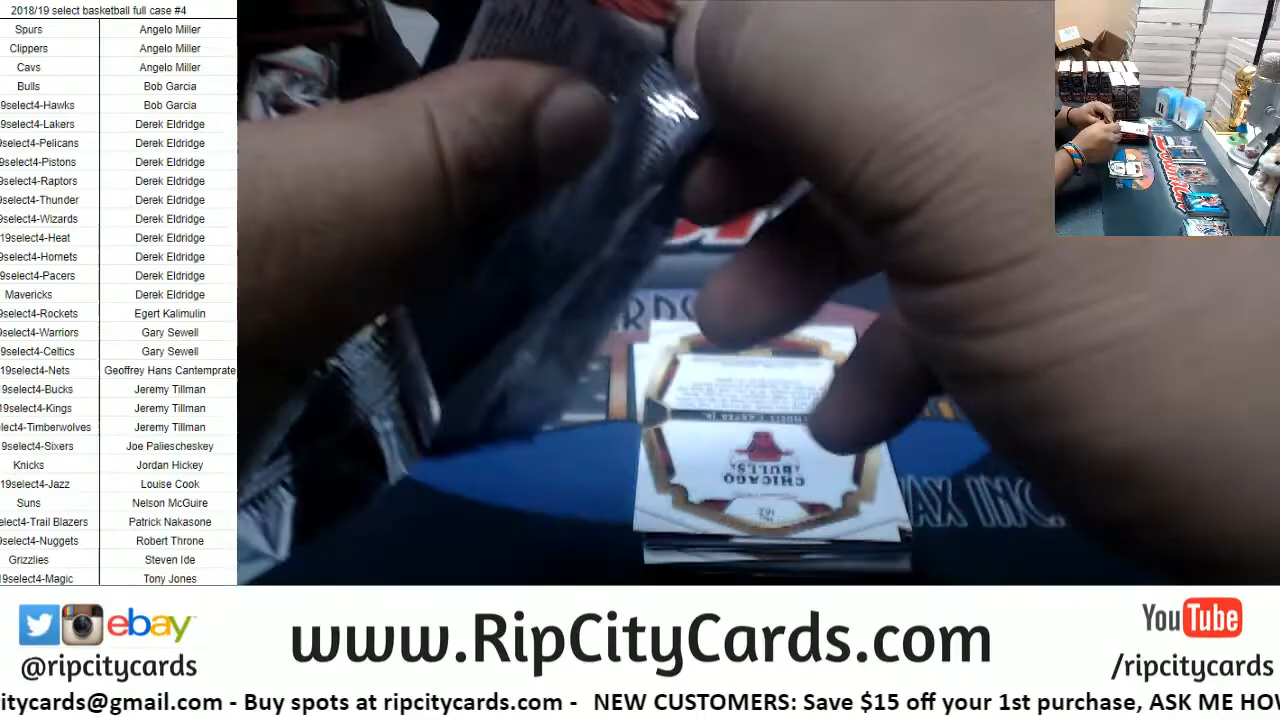 2018/19 select basketball full case #4
Spurs Angelo Miller
Clippers Angelo Miller
Cavs Angelo Miller
Bulls Bob Garcia
9select4-Hawks Bob Garcia
9select4-Lakers Derek Eldridge
9select4-Pelicans Derek Eldridge
9select4-Pistons Derek Eldridge
9select4-Raptors Derek Eldridge
9select4-Thunder Derek Eldridge
9select4-Wizards Derek Eldridge
19select4-Heat Derek Eldridge
9select4-Hornets Derek Eldridge
9select4-Pacers Derek Eldridge
Mavericks Derek Eldridge
9select4-Rockets Egert Kalimulin
9select4-Warriors Gary Sewell
9select4-Celtics Gary Sewell
19select4-Nets Geoffrey Hans Cantemprate
9select4-Bucks Jeremy Tillman
19select4-Kings Jeremy Tillman
lect4-Timberwolves Jeremy Tillman
9select4-Sixers Joe Paliescheskey
Knicks Jordan Hickey
19select4-Jazz Louise Cook
Suns Nelson McGuire
elect4-Trail Blazers Patrick Nakasone
9select4-Nuggets Robert Throne
Grizzlies Steven Ide
19select4-Magic Tony Jones
CHICAGO
BULLS
AX INC.
ebay
@ripcitycards
www.RipCityCards.com
YouTube
/ripcitycards
citycards@gmail.com - Buy spots at ripcitycards.com - NEW CUSTOMERS: Save $15 off your 1st purchase, ASK ME HOW